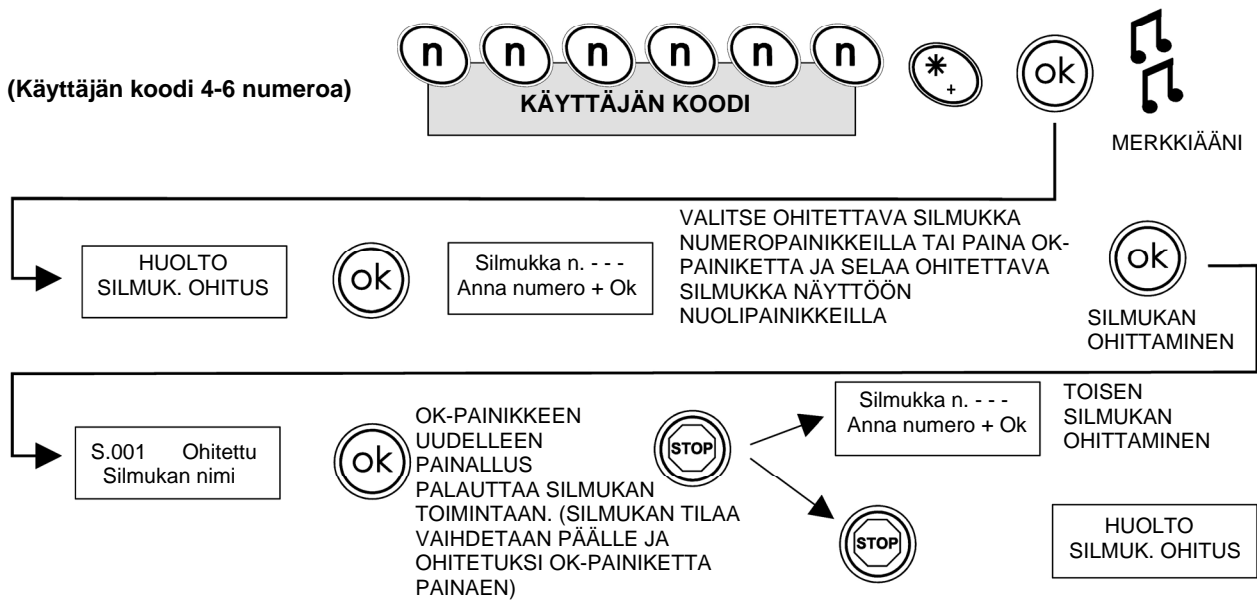 n n n n n n * + ok
(Käyttäjän koodi 4-6 numeroa)
KÄYTTÄJÄN KOODI
MERKKIÄÄNI
HUOLTO
SILMUK. OHITUS
ok
Silmukka n. - - -
Anna numero + Ok
VALITSE OHITETTAVA SILMUKKA
NUMEROPAINIKKEILLA TAI PAINA OK-
PAINIKETTA JA SELAA OHITETTAVA
SILMUKKA NÄYTTÖÖN
NUOLIPAINIKKEILLA
ok
SILMUKAN
OHITTAMINEN
S.001 Ohitettu
Silmukan nimi
ok
OK-PAINIKKEEN
UUDELLEEN
PAINALLUS
PALAUTTAA SILMUKAN
TOIMINTAAN. (SILMUKAN TILAA
VAIHDETAAN PÄÄLLE JA
OHITETUKSI OK-PAINIKETTA
PAINAEN)
STOP
Silmukka n. - - -
Anna numero + Ok
TOISEN
SILMUKAN
OHITTAMINEN
STOP
HUOLTO
SILMUK. OHITUS